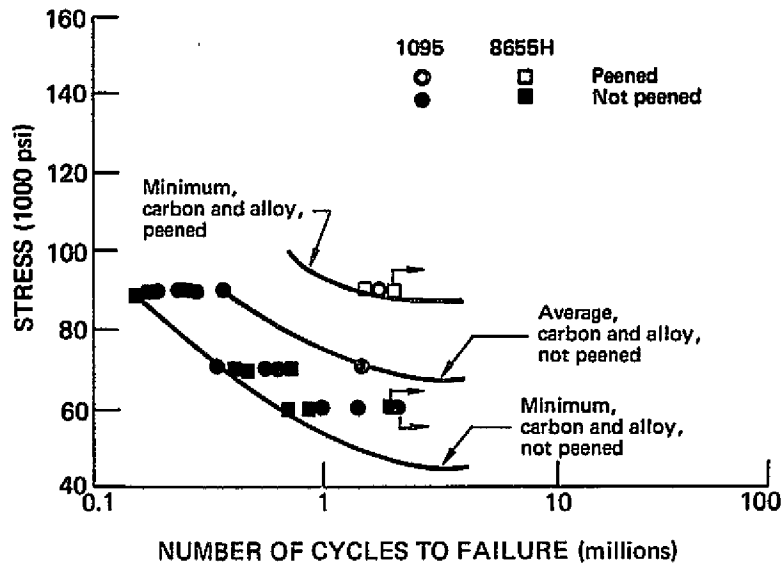 1095 8655H
Peened
Not peened
160
140
120
100
80
60
40
STRESS (1000 psi)
Minimum,
carbon and alloy,
peened
Average,
carbon and alloy,
not peened
Minimum,
carbon and alloy,
not peened
0.1 1 10 100
NUMBER OF CYCLES TO FAILURE (millions)